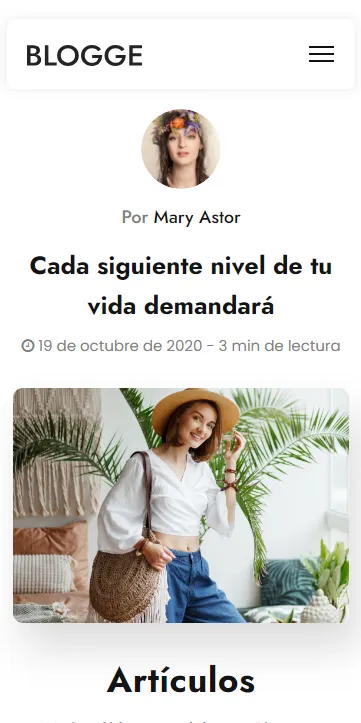 BLOGGE
Por Mary Astor
Cada siguiente nivel de tu
vida demandará
19 de octubre de 2020 - 3 min de lectura
Artículos